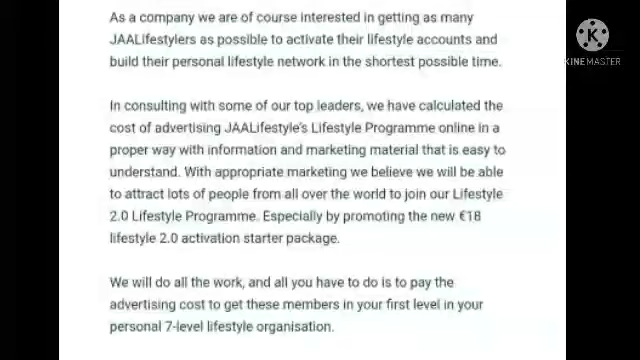 As a company we are of course interested in getting as many
JAALifestylers as possible to activate their lifestyle accounts and
build their personal lifestyle network in the shortest possible time.
In consulting with some of our top leaders, we have calculated the
cost of advertising JAALifestyle's Lifestyle Programme online in a
proper way with information and marketing material that is easy to
understand. With appropriate marketing we believe we will be able
to attract lots of people from all over the world to join our Lifestyle
2.0 Lifestyle Programme. Especially by promoting the new €18
lifestyle 2.0 activation starter package.
We will do all the work, and all you have to do is to pay the
advertising cost to get these members in your first level in your
personal 7-level lifestyle organisation.
KINEMASTER